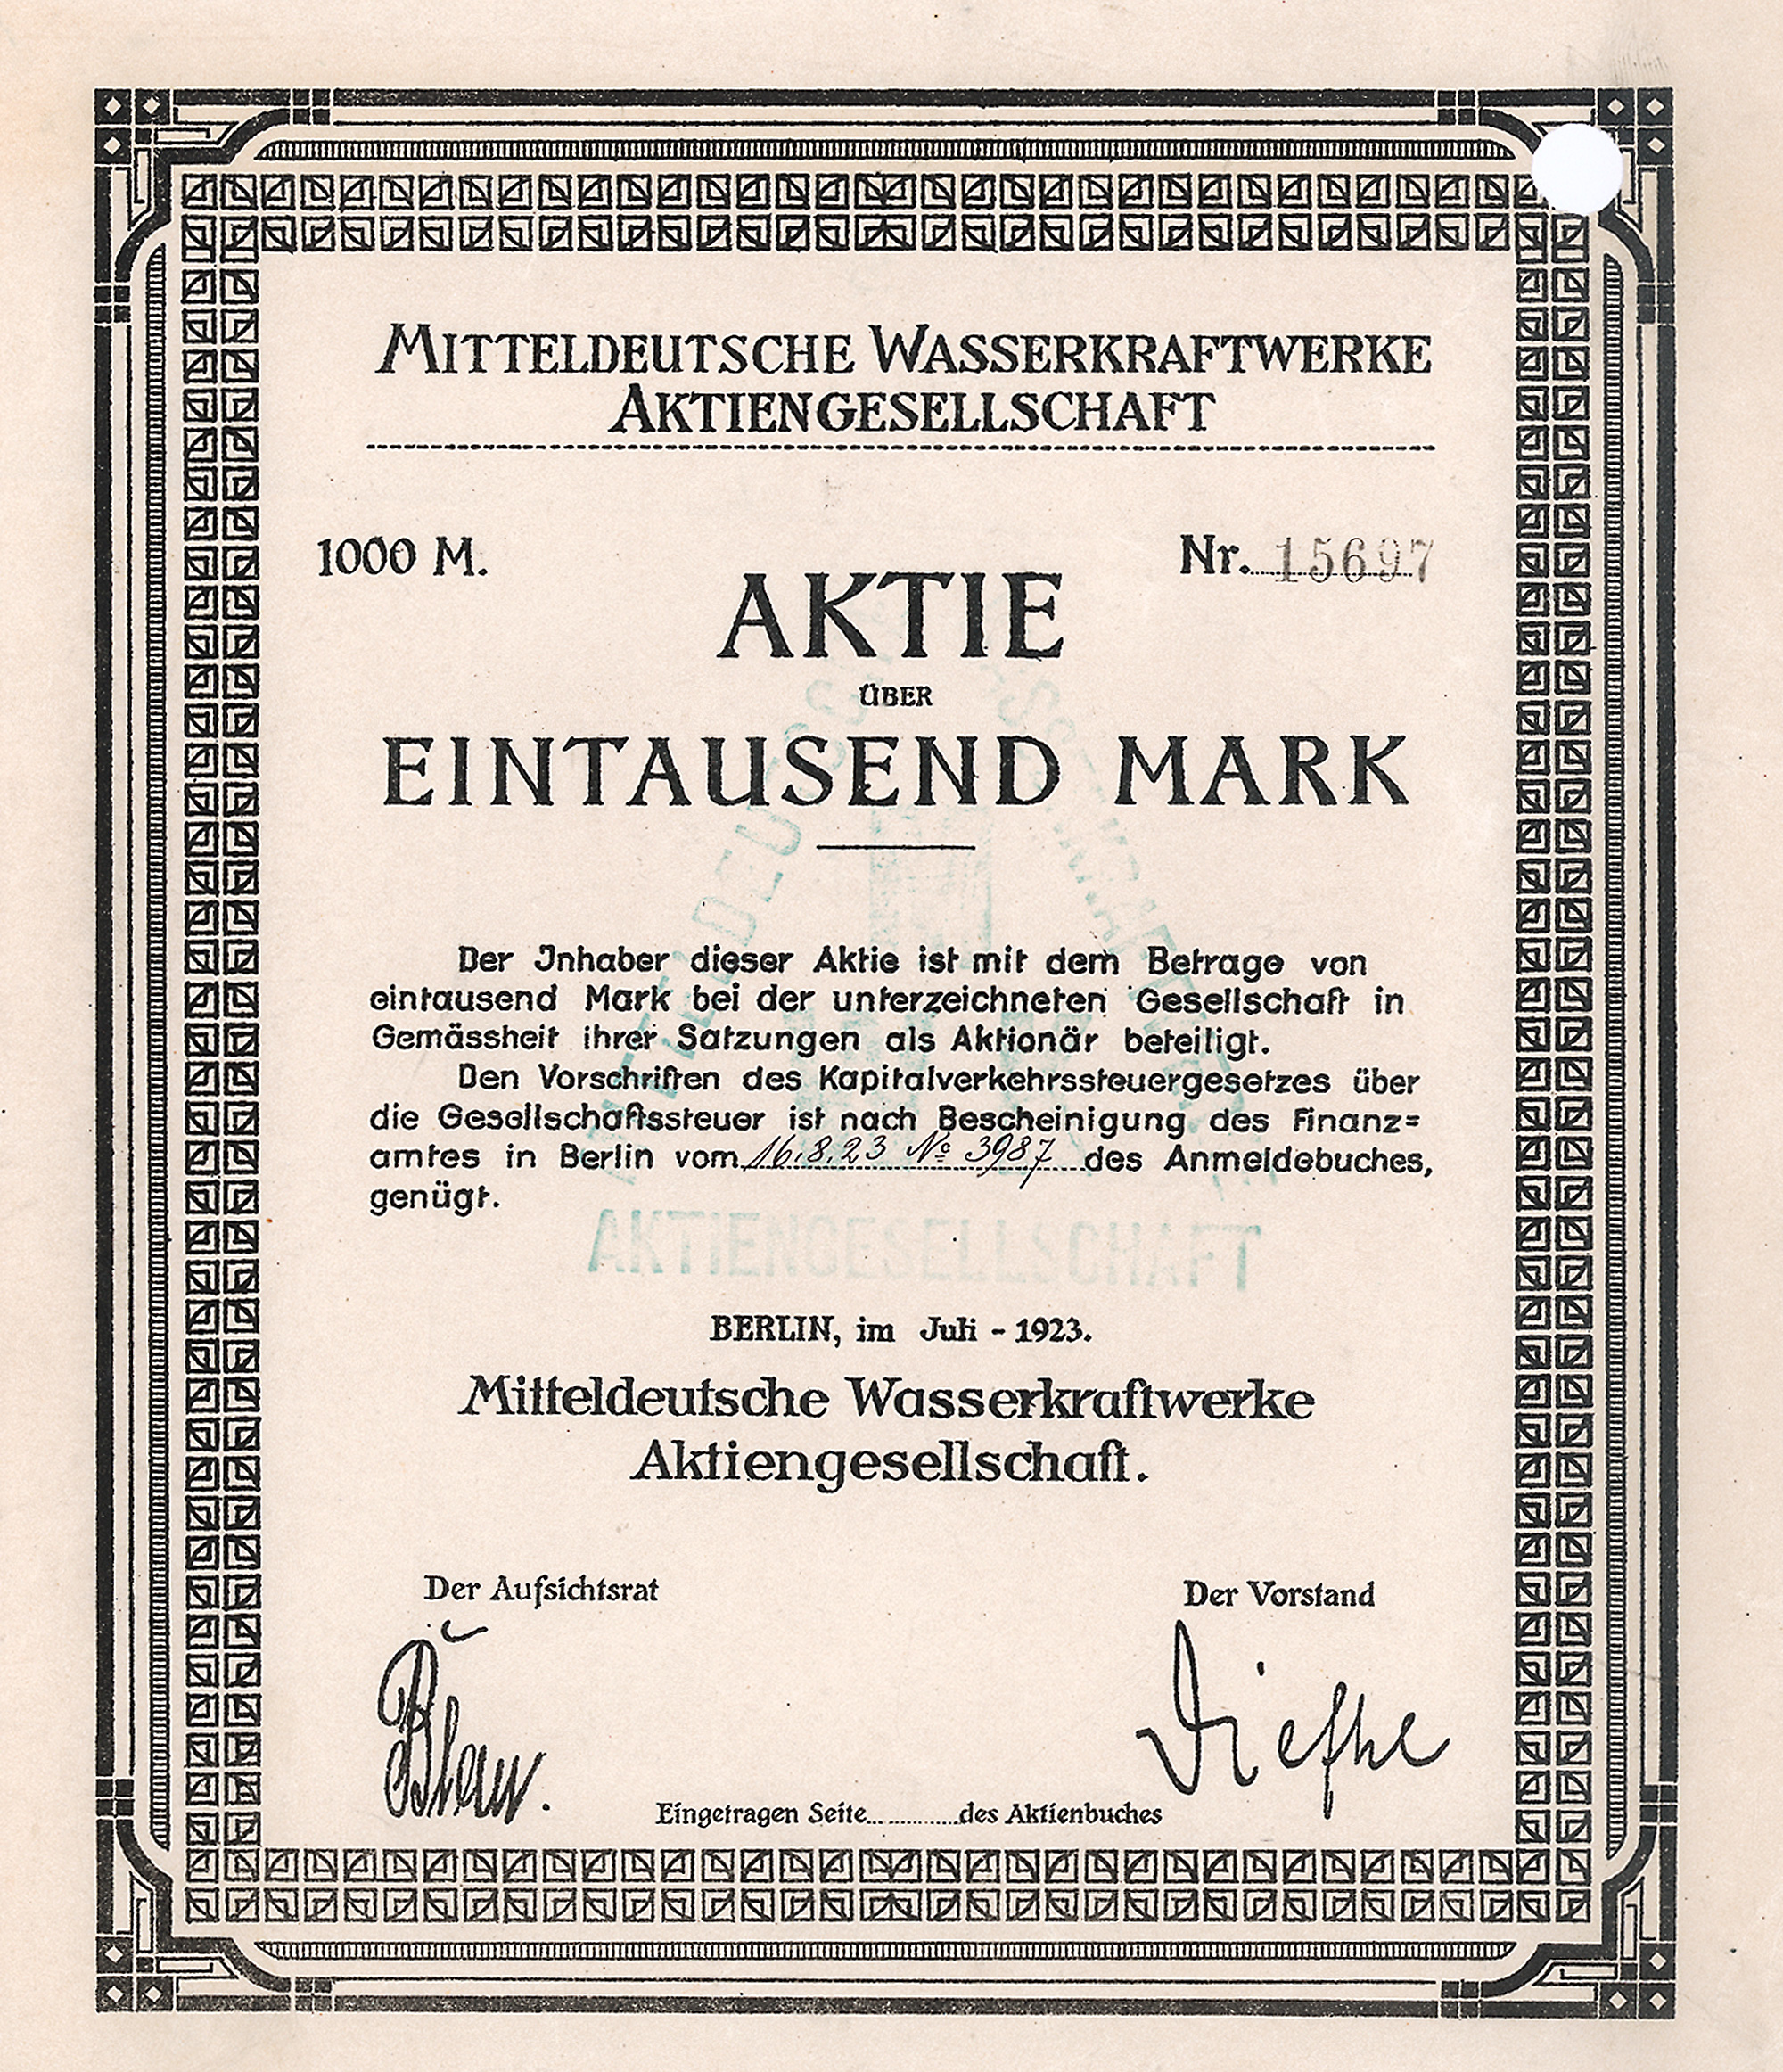 MITTELDEUTSCHE WASSERKRAFTWERKE
AKTIENGESELLSCHAFT
1000 M.
Nr. 15697
AKTIE
ÜBER
EINTAUSEND MARK
Der Inhaber dieser Aktie ist mit dem Betrage von
eintausend Mark bei der unterzeichneten Gesellschaft in
Gemässheit ihrer Satzungen als Aktionär beteiligt.
Den Vorschriften des Kapitalverkehrssteuergesetzes über
die Gesellschaftssteuer ist nach Bescheinigung des Finanz=
amtes in Berlin vom 16.8.23 No 3987 des Anmeldebuches,
genügt.
AKTIENGESELLSCHAFT
BERLIN, im Juli - 1923.
Mitteldeutsche Wasserkraftwerke
Aktiengesellschaft.
Der Aufsichtsrat
Der Vorstand
Eingetragen Seite............des Aktienbuches